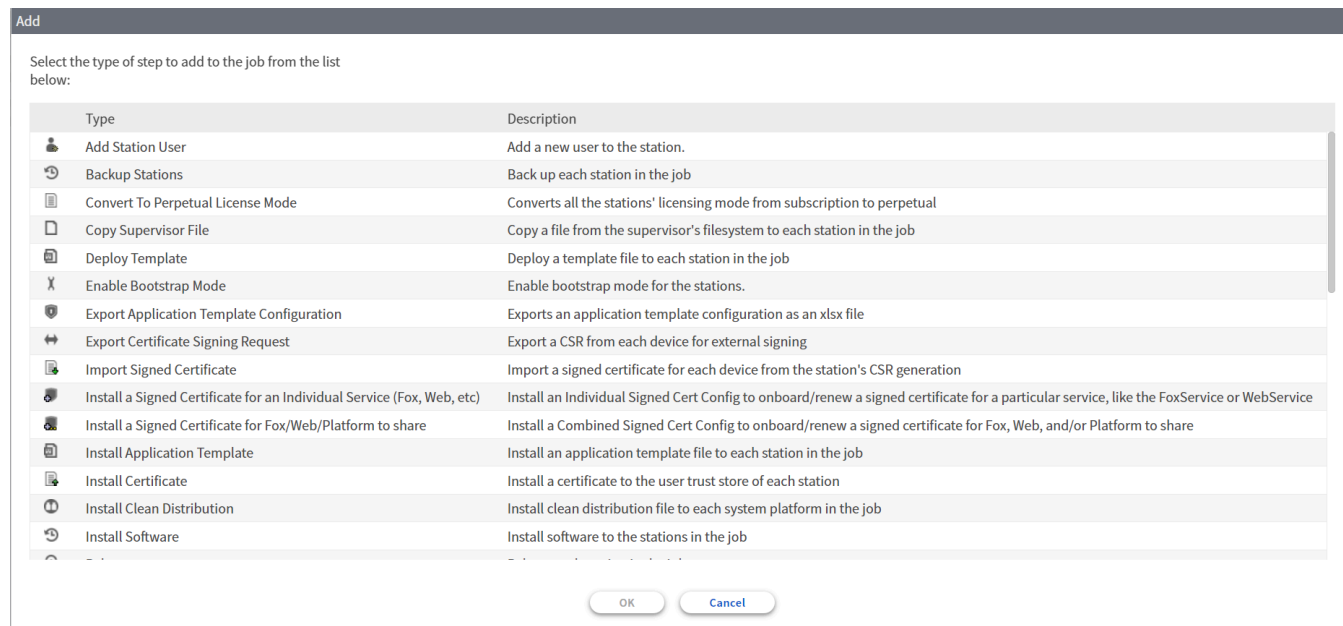 Add
Select the type of step to add to the job from the list
below:
Type Description
Add Station User Add a new user to the station.
Backup Stations Back up each station in the job
Convert To Perpetual License Mode Converts all the stations' licensing mode from subscription to perpetual
Copy Supervisor File Copy a file from the supervisor's filesystem to each station in the job
Deploy Template Deploy a template file to each station in the job
Enable Bootstrap Mode Enable bootstrap mode for the stations.
Export Application Template Configuration Exports an application template configuration as an xlsx file
Export Certificate Signing Request Export a CSR from each device for external signing
Import Signed Certificate Import a signed certificate for each device from the station's CSR generation
Install a Signed Certificate for an Individual Service (Fox, Web, etc) Install an Individual Signed Cert Config to onboard/renew a signed certificate for a particular service, like the FoxService or WebService
Install a Signed Certificate for Fox/Web/Platform to share Install a Combined Signed Cert Config to onboard/renew a signed certificate for Fox, Web, and/or Platform to share
Install Application Template Install an application template file to each station in the job
Install Certificate Install a certificate to the user trust store of each station
Install Clean Distribution Install clean distribution file to each system platform in the job
Install Software Install software to the stations in the job
OK Cancel